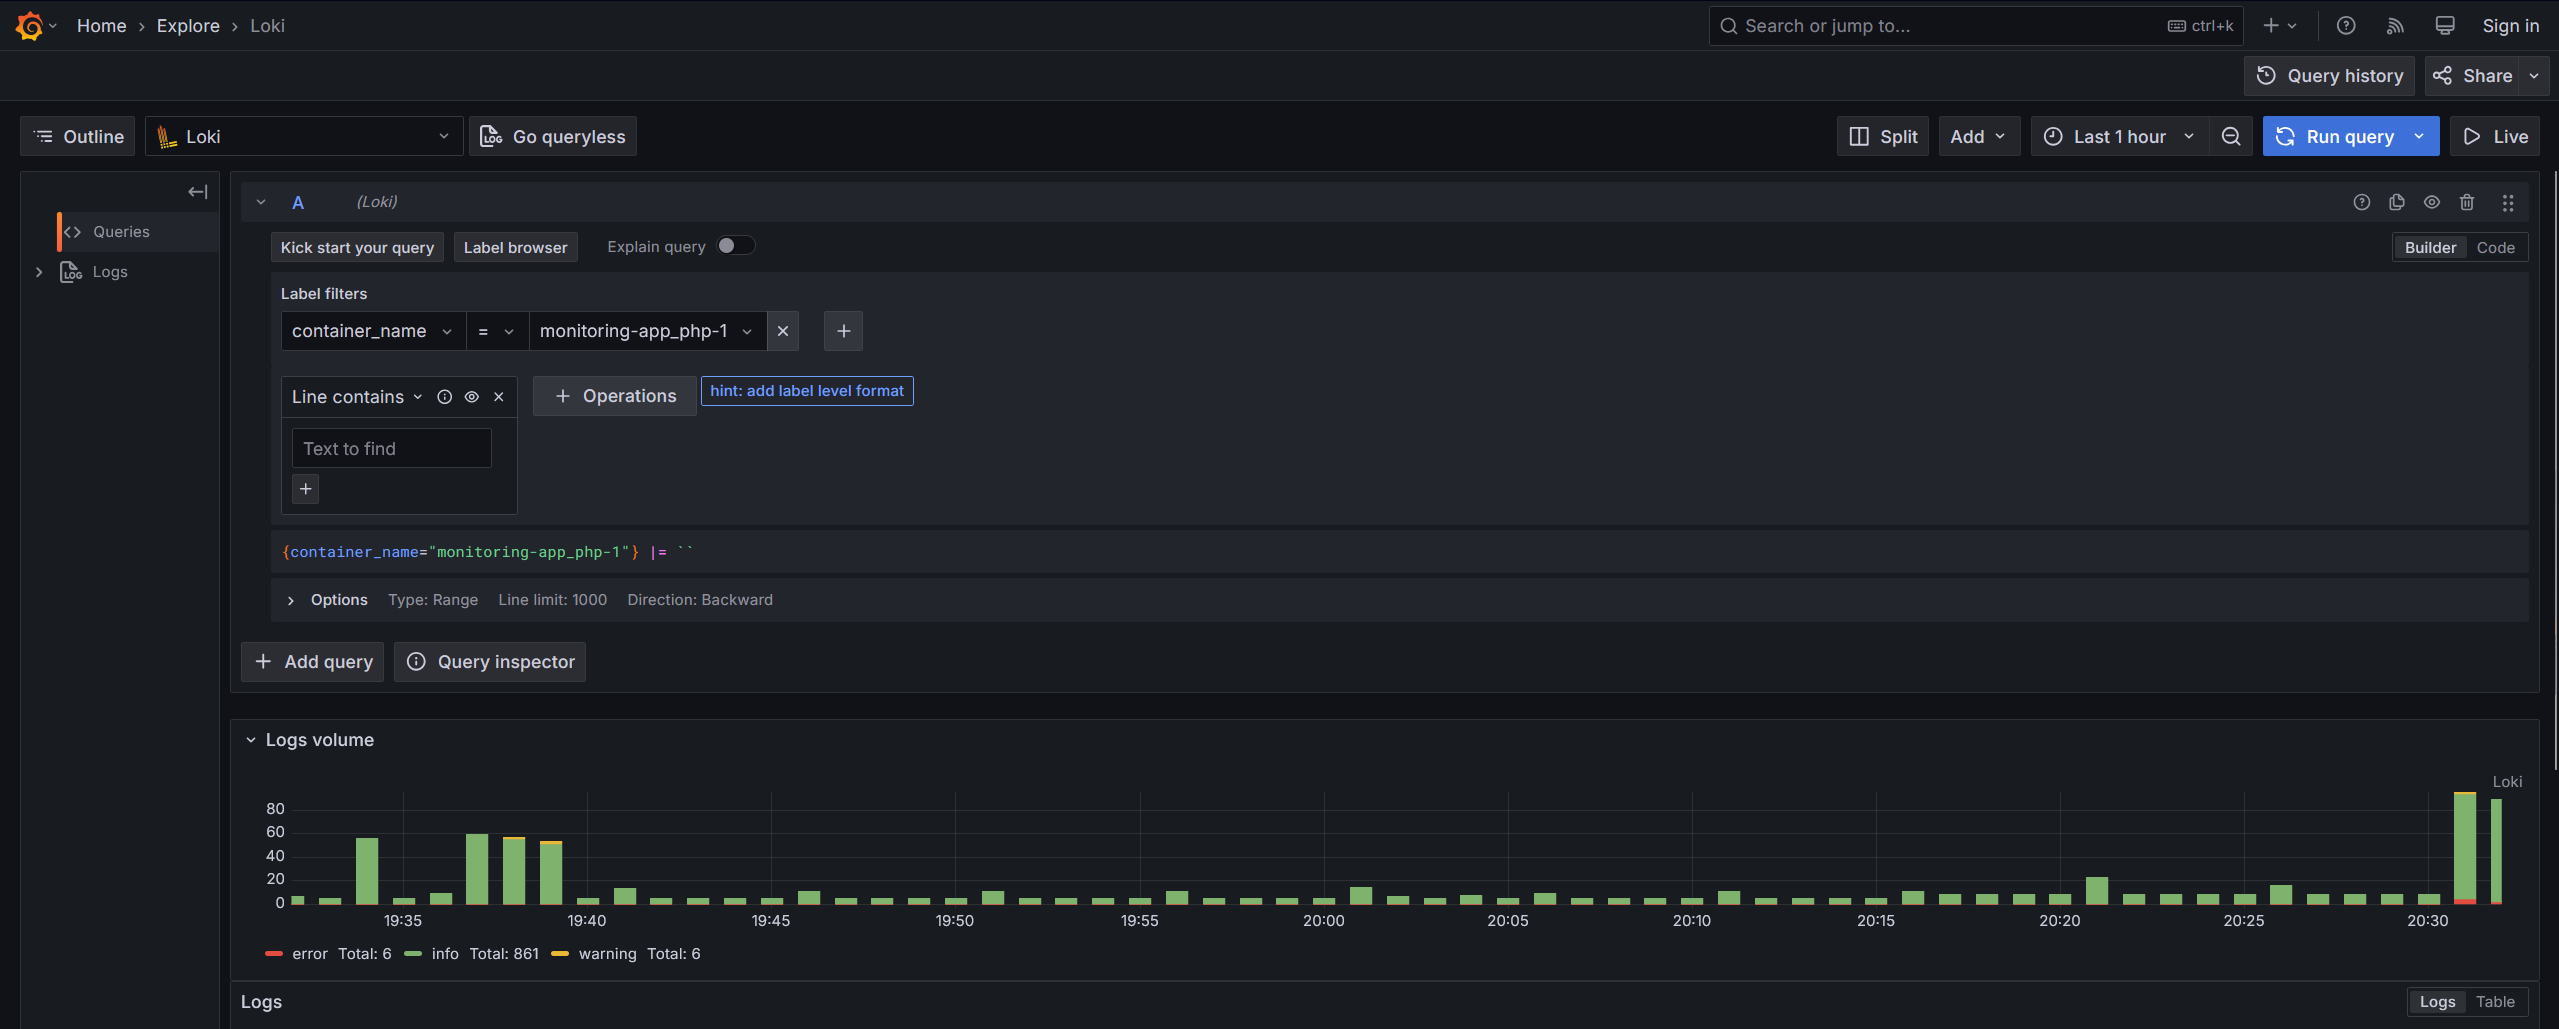 Home › Explore › Loki
Search or jump to... ctrl+k
Sign in
Query history
Share
Outline
Loki
Go queryless
Split
Add
Last 1 hour
Run query
Live
Queries
Logs
A (Loki)
Kick start your query
Label browser
Explain query
Builder
Code
Label filters
container_name = monitoring-app_php-1
Line contains
Operations
hint: add label level format
Text to find
{container_name="monitoring-app_php-1"} |= ``
Options Type: Range Line limit: 1000 Direction: Backward
Add query
Query inspector
Logs volume
Loki
80
60
40
20
0
19:35 19:40 19:45 19:50 19:55 20:00 20:05 20:10 20:15 20:20 20:25 20:30
error Total: 6 info Total: 861 warning Total: 6
Logs
Logs
Table